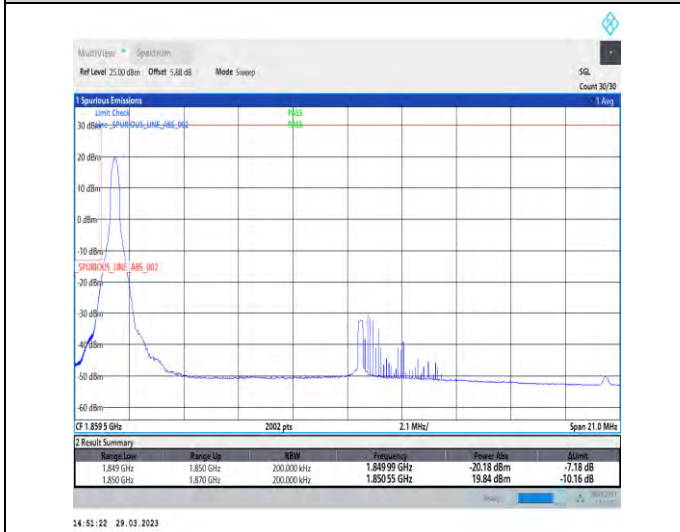 MultiView Spectrum
Ref Level 25.00 dBm Offset 5.88 dB Mode Sweep SGL
Count 30/30
1 Spurious Emissions 1 Avg
Limit Check PASS
30 dBm Line _SPURIOUS_LINE_ABS_002 PASS
20 dBm
10 dBm
0 dBm
-10 dBm
_SPURIOUS_LINE_ABS_002
-20 dBm
-30 dBm
-40 dBm
-50 dBm
-60 dBm
CF 1.859 5 GHz 2002 pts 2.1 MHz/ Span 21.0 MHz
2 Result Summary
Range Low Range Up RBW Frequency Power Abs ΔLimit
1.849 GHz 1.850 GHz 200.000 kHz 1.849 99 GHz -20.18 dBm -7.18 dB
1.850 GHz 1.870 GHz 200.000 kHz 1.850 55 GHz 19.84 dBm -10.16 dB
Ready
14:51:22 29.03.2023